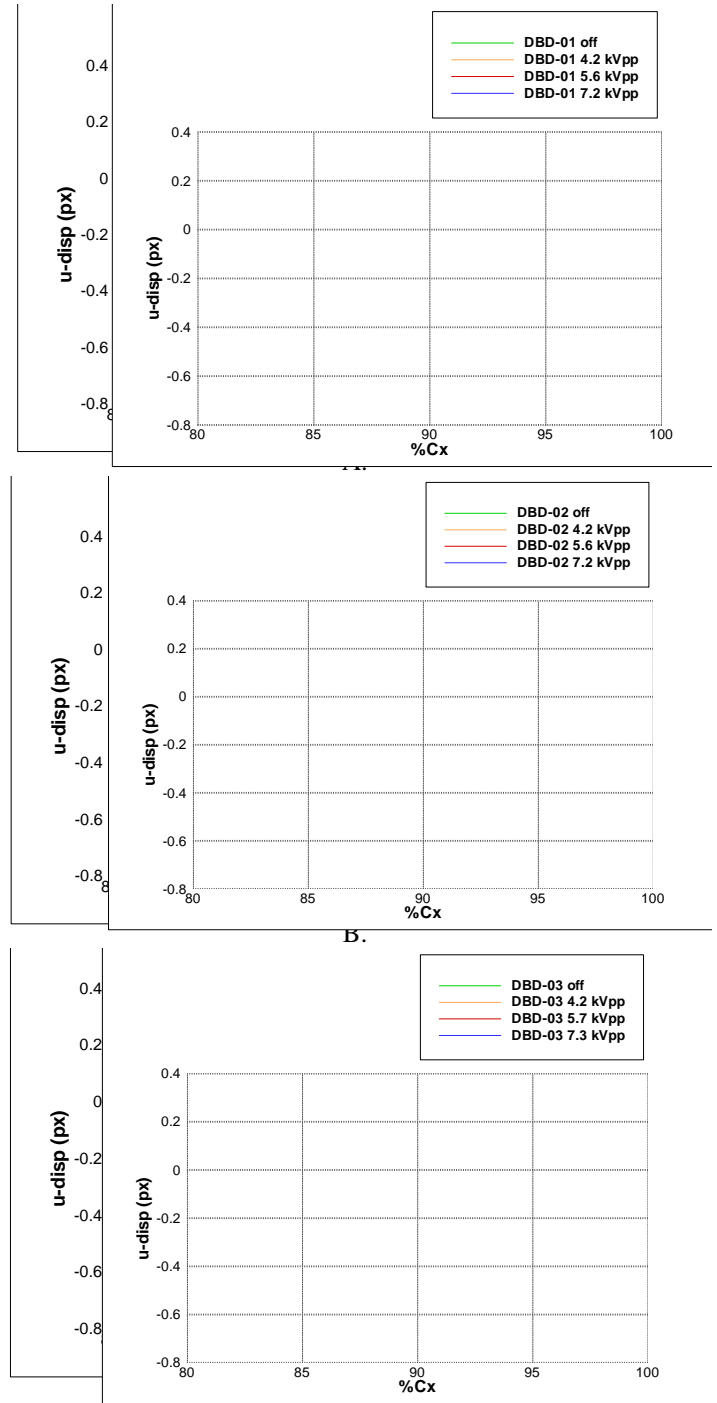 DBD-01 off
DBD-01 4.2 kVpp
DBD-01 5.6 kVpp
DBD-01 7.2 kVpp
0.4
0.2
0
-0.2
-0.4
-0.6
-0.8
u-disp (px)
0.4
0.2
0
-0.2
-0.4
-0.6
-0.8
u-disp (px)
80 85 90 95 100
%Cx
A.
DBD-02 off
DBD-02 4.2 kVpp
DBD-02 5.6 kVpp
DBD-02 7.2 kVpp
0.4
0.2
0
-0.2
-0.4
-0.6
-0.8
8
u-disp (px)
0.4
0.2
0
-0.2
-0.4
-0.6
-0.8
u-disp (px)
80 85 90 95 100
%Cx
B.
DBD-03 off
DBD-03 4.2 kVpp
DBD-03 5.7 kVpp
DBD-03 7.3 kVpp
0.4
0.2
0
-0.2
-0.4
-0.6
-0.8
u-disp (px)
0.4
0.2
0
-0.2
-0.4
-0.6
-0.8
u-disp (px)
80 85 90 95 100
%Cx